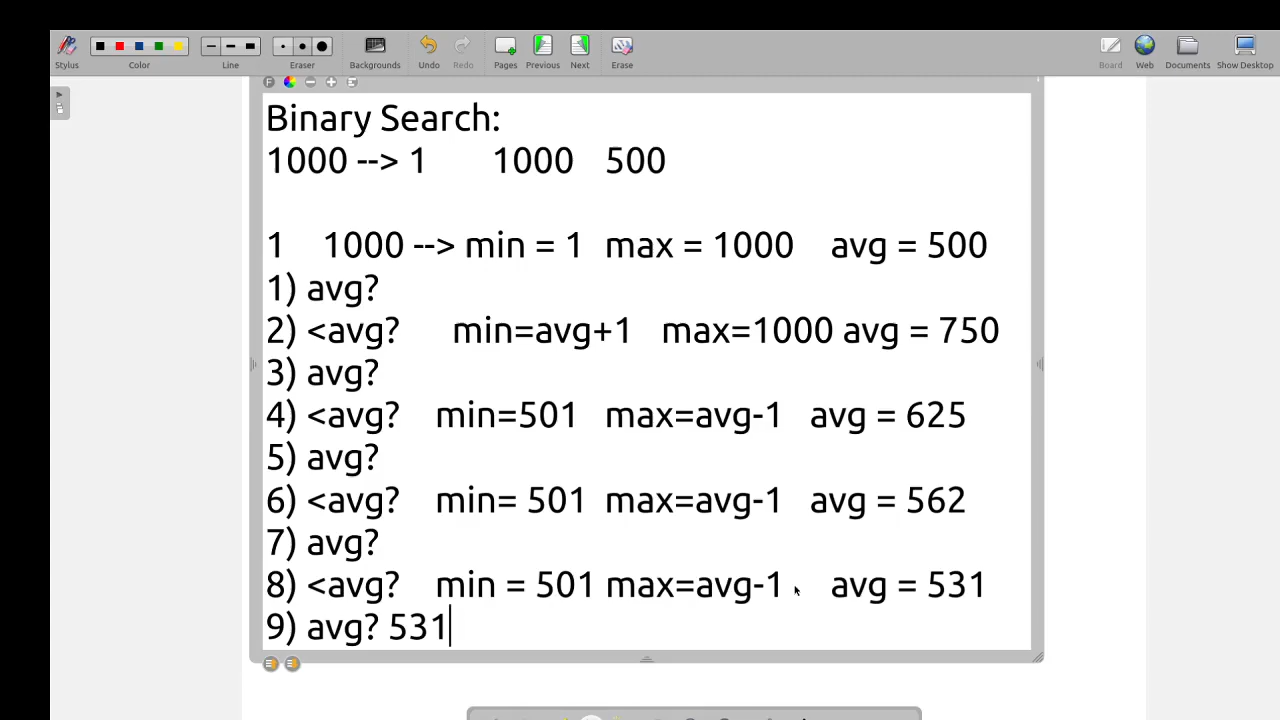 Stylus Color Line Eraser Backgrounds Undo Redo Pages Previous Next Erase Board Web Documents Show Desktop
Binary Search:
1000 --> 1 1000 500
1 1000 --> min = 1 max = 1000 avg = 500
1) avg?
2) <avg? min=avg+1 max=1000 avg = 750
3) avg?
4) <avg? min=501 max=avg-1 avg = 625
5) avg?
6) <avg? min= 501 max=avg-1 avg = 562
7) avg?
8) <avg? min = 501 max=avg-1 avg = 531
9) avg? 531